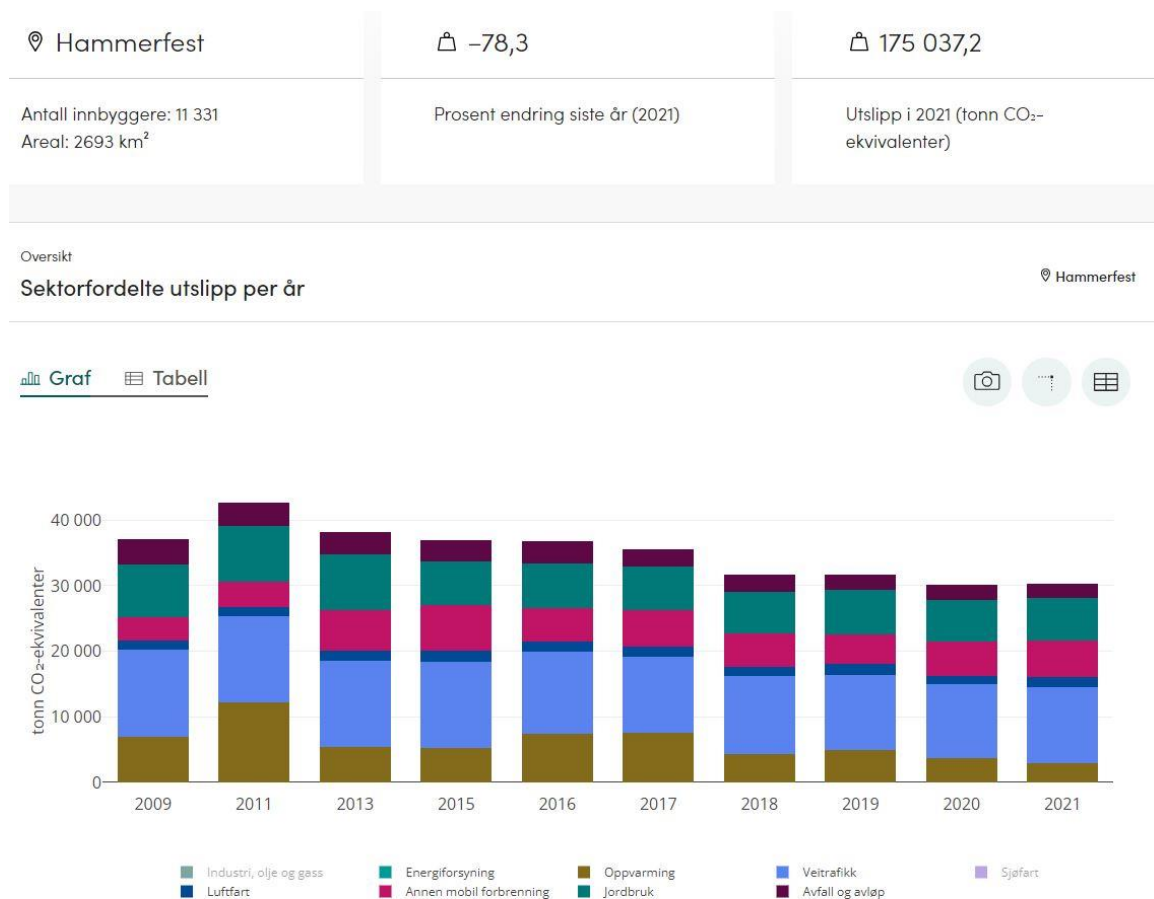 Hammerfest
Antall innbyggere: 11 331
Areal: 2693 km²
–78,3
Prosent endring siste år (2021)
175 037,2
Utslipp i 2021 (tonn CO₂-
ekvivalenter)
Oversikt
Sektorfordelte utslipp per år
Hammerfest
Graf
Tabell
tonn CO₂-ekvivalenter
40 000
30 000
20 000
10 000
0
2009 2011 2013 2015 2016 2017 2018 2019 2020 2021
Industri, olje og gass Energiforsyning Oppvarming Veitrafikk Sjøfart
Luftfart Annen mobil forbrenning Jordbruk Avfall og avløp